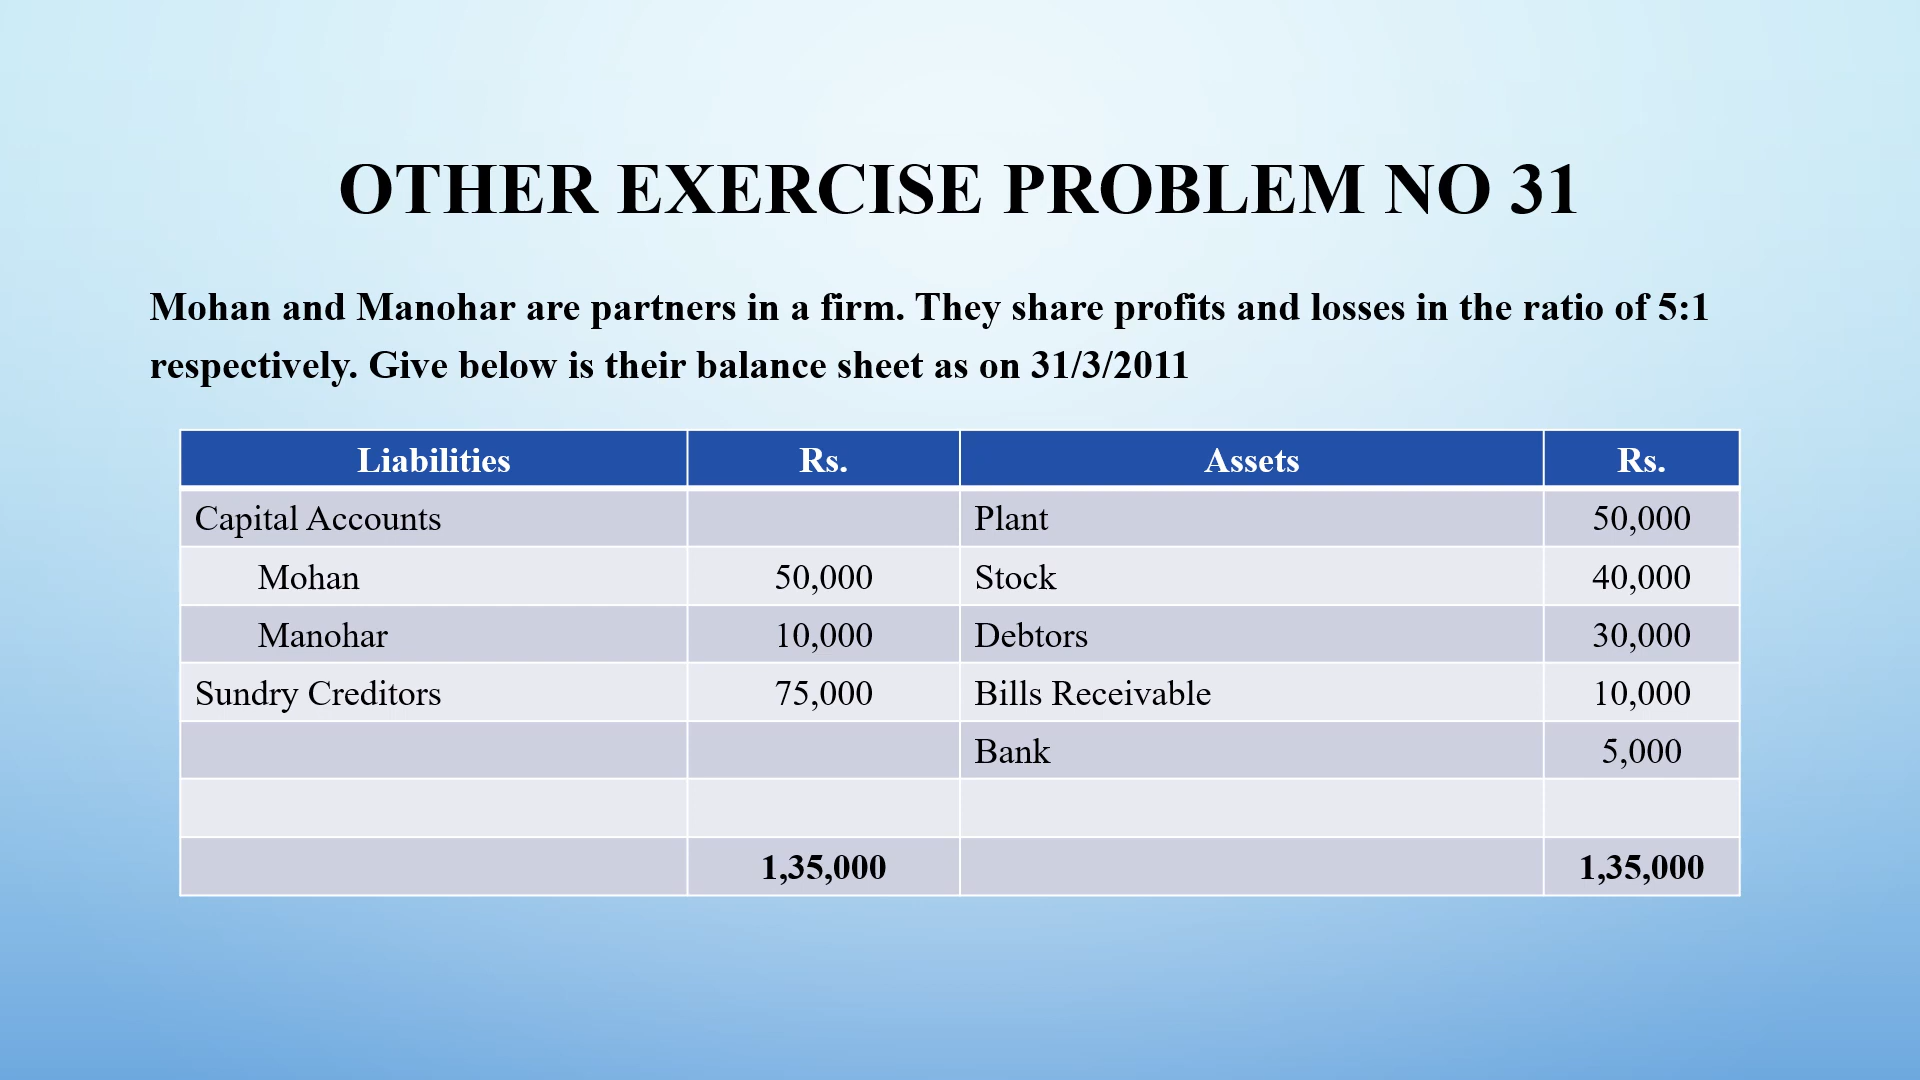 OTHER EXERCISE PROBLEM NO 31
Mohan and Manohar are partners in a firm. They share profits and losses in the ratio of 5:1
respectively. Give below is their balance sheet as on 31/3/2011
Liabilities Rs. Assets Rs.
Capital Accounts Plant 50,000
Mohan 50,000 Stock 40,000
Manohar 10,000 Debtors 30,000
Sundry Creditors 75,000 Bills Receivable 10,000
Bank 5,000
1,35,000 1,35,000